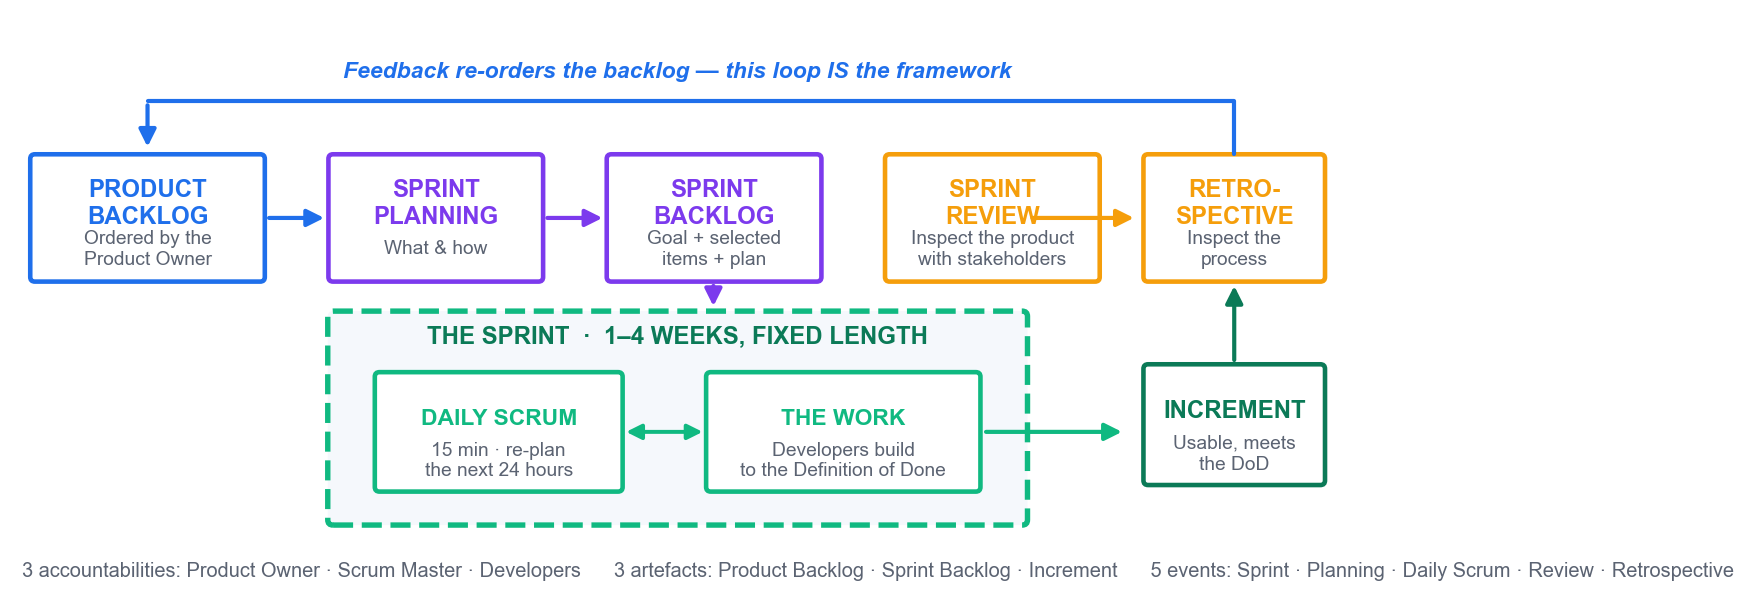 Feedback re-orders the backlog — this loop IS the framework
PRODUCT
BACKLOG
Ordered by the
Product Owner
SPRINT
PLANNING
What & how
SPRINT
BACKLOG
Goal + selected
items + plan
SPRINT
REVIEW
Inspect the product
with stakeholders
RETRO-
SPECTIVE
Inspect the
process
THE SPRINT · 1–4 WEEKS, FIXED LENGTH
DAILY SCRUM
15 min · re-plan
the next 24 hours
THE WORK
Developers build
to the Definition of Done
INCREMENT
Usable, meets
the DoD
3 accountabilities: Product Owner · Scrum Master · Developers
3 artefacts: Product Backlog · Sprint Backlog · Increment
5 events: Sprint · Planning · Daily Scrum · Review · Retrospective